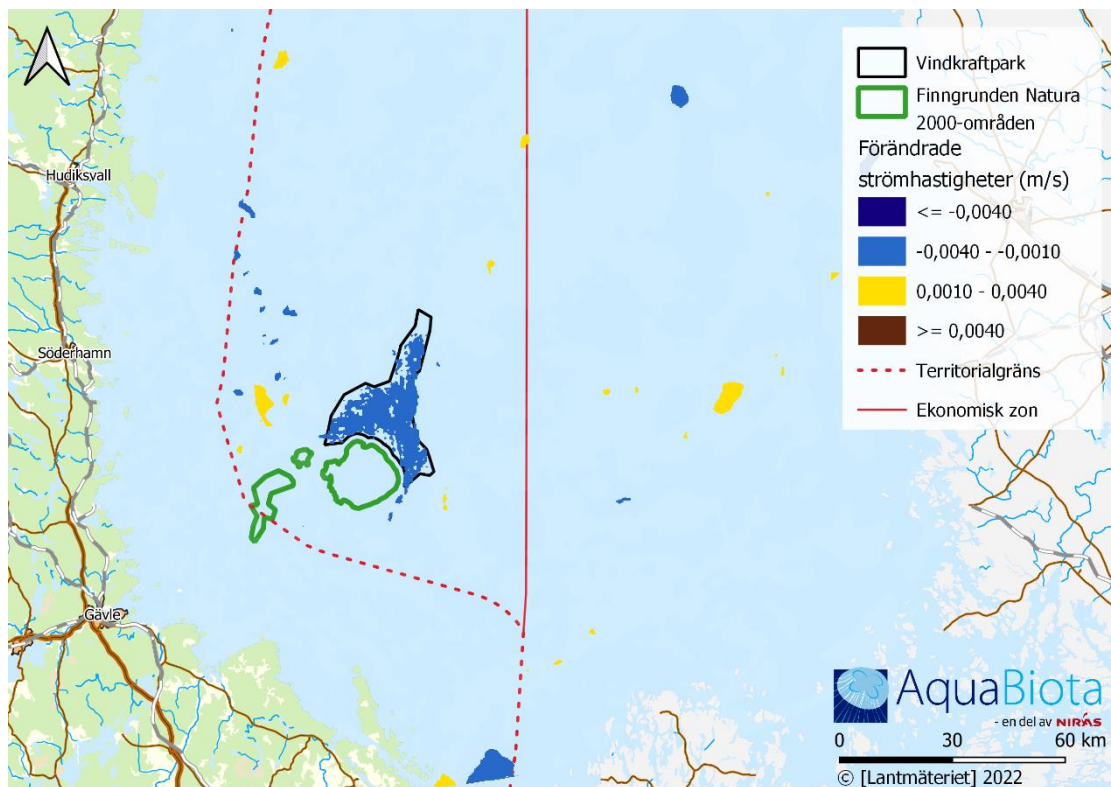 Vindkraftpark
Finngrunden Natura
2000-områden
Förändrade
strömhastigheter (m/s)
<= -0,0040
-0,0040 - -0,0010
0,0010 - 0,0040
>= 0,0040
Territorialgräns
Ekonomisk zon
Hudiksvall
Söderhamn
Gävle
AquaBiota
- en del av NIRÁS
0 30 60 km
© [Lantmäteriet] 2022